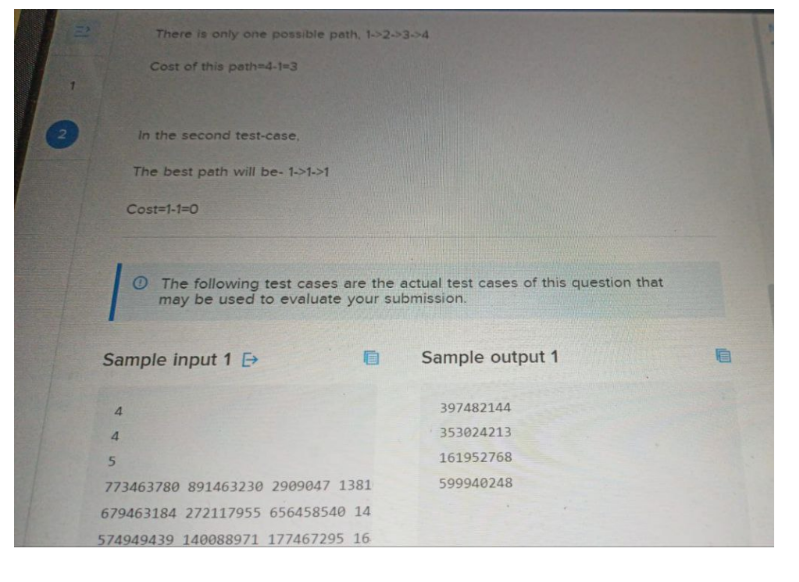 There is only one possible path, 1->2->3->4
Cost of this path=4-1=3
1
2
In the second test-case,
The best path will be- 1->1->1
Cost=1-1=0
The following test cases are the actual test cases of this question that
may be used to evaluate your submission.
Sample input 1
Sample output 1
4
4
5
773463780 891463230 2909047 1381
679463184 272117955 656458540 14
574949439 140088971 177467295 16
397482144
353024213
161952768
599940248